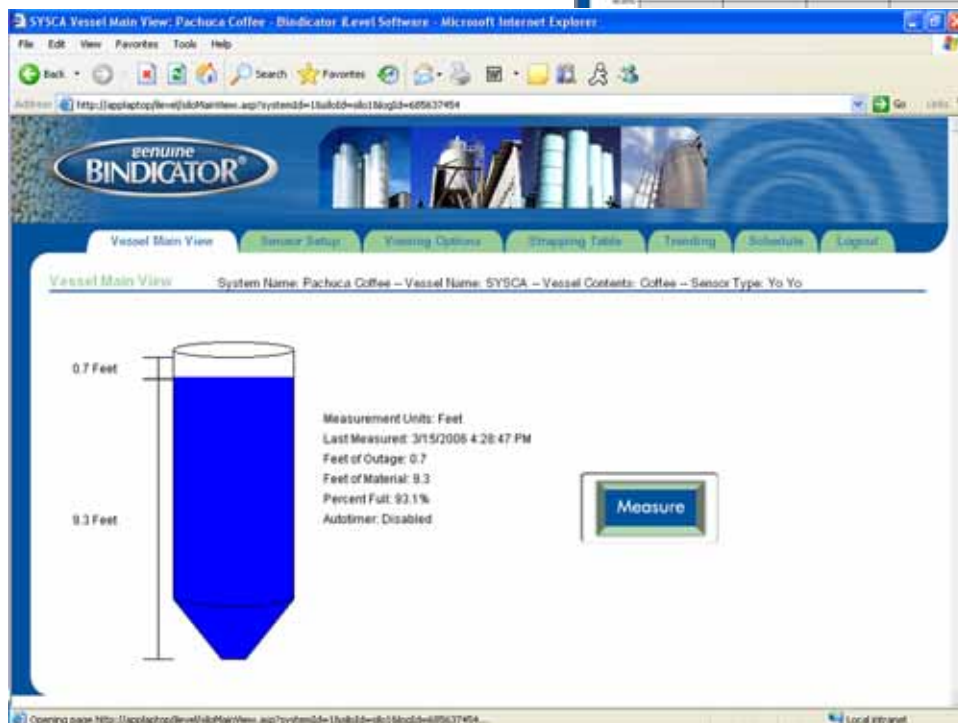 SYSCA Vessel Main View: Pachuca Coffee - Bindicator iLevel Software - Microsoft Internet Explorer
File Edit View Favorites Tools Help
Back Search Favorites
Address Go Links
genuine
BINDICATOR®
Vessel Main View Sensor Setup Viewing Options Strapping Table Trending Schedule Logout
Vessel Main View System Name: Pachuca Coffee -- Vessel Name: SYSCA -- Vessel Contents: Coffee -- Sensor Type: Yo Yo
0.7 Feet
Measurement Units: Feet
Last Measured: 3/15/2006 4:28:47 PM
Feet of Outage: 0.7
Feet of Material: 9.3
Percent Full: 93.1%
9.3 Feet
Autotimer: Disabled
Measure
Opening page Local intranet